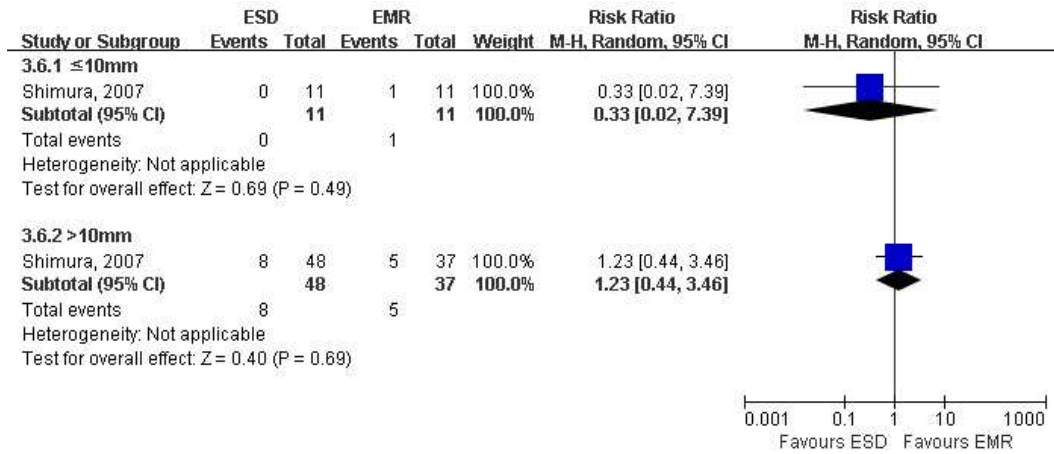 ESD EMR Risk Ratio Risk Ratio
Study or Subgroup Events Total Events Total Weight M-H, Random, 95% CI M-H, Random, 95% CI
3.6.1 ≤10mm
Shimura, 2007 0 11 1 11 100.0% 0.33 [0.02, 7.39]
Subtotal (95% CI) 11 11 100.0% 0.33 [0.02, 7.39]
Total events 0 1
Heterogeneity: Not applicable
Test for overall effect: Z = 0.69 (P = 0.49)
3.6.2 >10mm
Shimura, 2007 8 48 5 37 100.0% 1.23 [0.44, 3.46]
Subtotal (95% CI) 48 37 100.0% 1.23 [0.44, 3.46]
Total events 8 5
Heterogeneity: Not applicable
Test for overall effect: Z = 0.40 (P = 0.69)
0.001 0.1 1 10 1000
Favours ESD Favours EMR